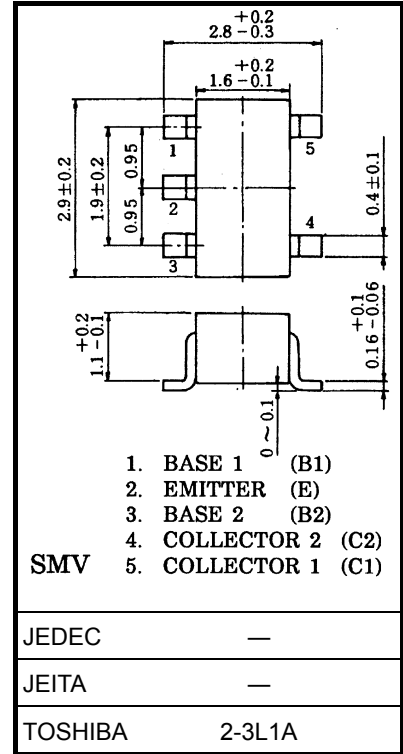 +0.2
2.8 -0.3
+0.2
1.6 -0.1
2.9±0.2
1.9±0.2
0.95
0.95
1
2
3
5
4
0.4±0.1
+0.2
1.1-0.1
+0.1
0.16-0.06
0 ~ 0.1
1. BASE 1 (B1)
2. EMITTER (E)
3. BASE 2 (B2)
4. COLLECTOR 2 (C2)
SMV 5. COLLECTOR 1 (C1)
JEDEC —
JEITA —
TOSHIBA 2-3L1A